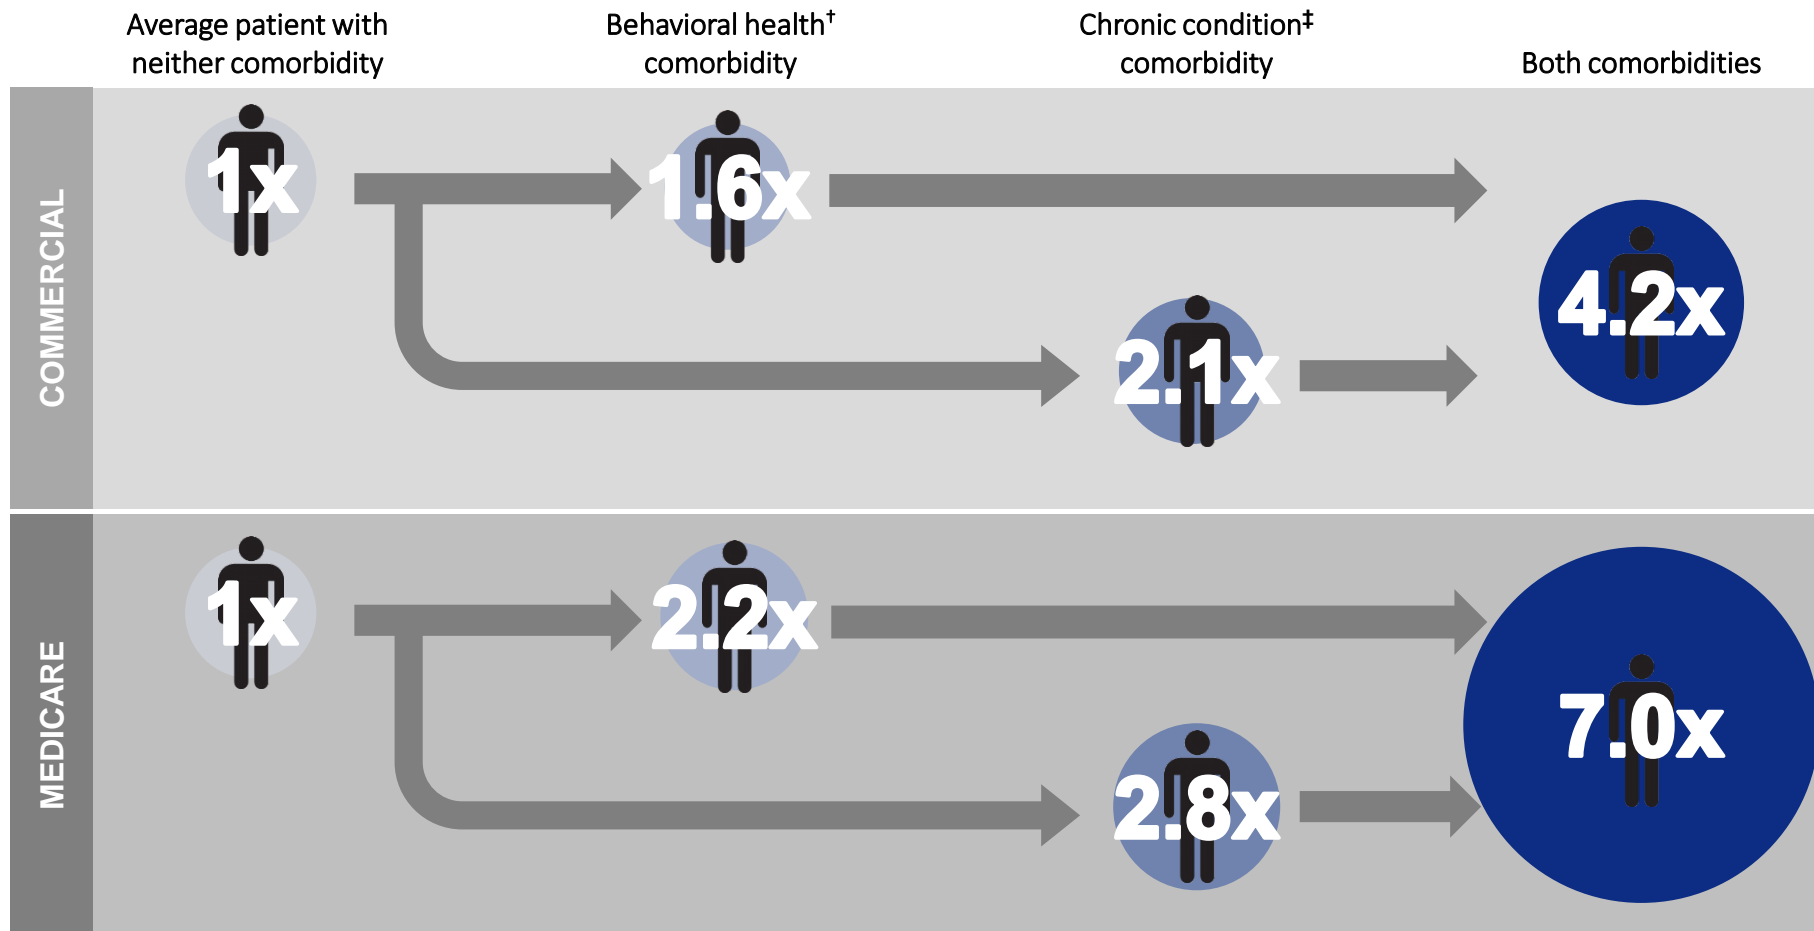 Average patient with
neither comorbidity
Behavioral health†
comorbidity
Chronic condition‡
comorbidity
Both comorbidities
COMMERCIAL
1x
1.6x
2.1x
4.2x
MEDICARE
1x
2.2x
2.8x
7.0x